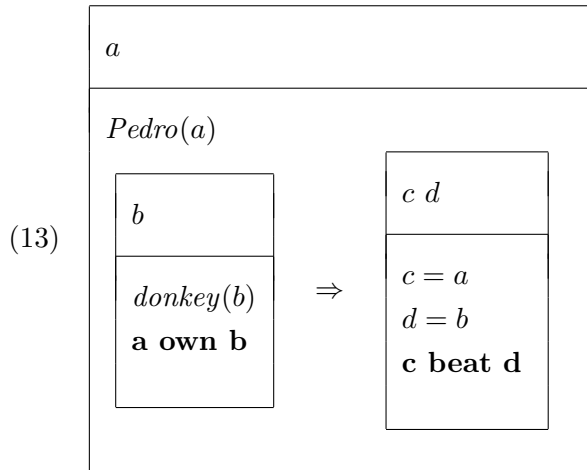 a
Pedro(a)
(13)
b
donkey(b)
a own b
⇒
c d
c = a
d = b
c beat d